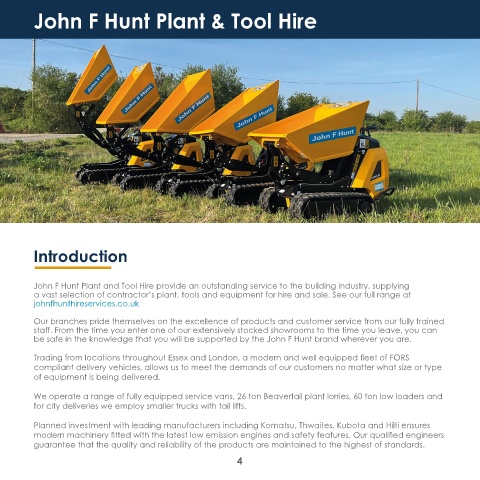 John F Hunt Plant & Tool Hire
John F Hunt
John F Hunt
John F Hunt
John F Hunt
John F Hunt
Introduction
John F Hunt Plant and Tool Hire provide an outstanding service to the building industry, supplying
a vast selection of contractor's plant, tools and equipment for hire and sale. See our full range at
johnfhunthireservices.co.uk
Our branches pride themselves on the excellence of products and customer service from our fully trained
staff. From the time you enter one of our extensively stocked showrooms to the time you leave, you can
be safe in the knowledge that you will be supported by the John F Hunt brand wherever you are.
Trading from locations throughout Essex and London, a modern and well equipped fleet of FORS
compliant delivery vehicles, allows us to meet the demands of our customers no matter what size or type
of equipment is being delivered.
We operate a range of fully equipped service vans, 26 ton Beavertail plant lorries, 60 ton low loaders and
for city deliveries we employ smaller trucks with tail lifts.
Planned investment with leading manufacturers including Komatsu, Thwaites, Kubota and Hilti ensures
modern machinery fitted with the latest low emission engines and safety features. Our qualified engineers
guarantee that the quality and reliability of the products are maintained to the highest of standards.
4